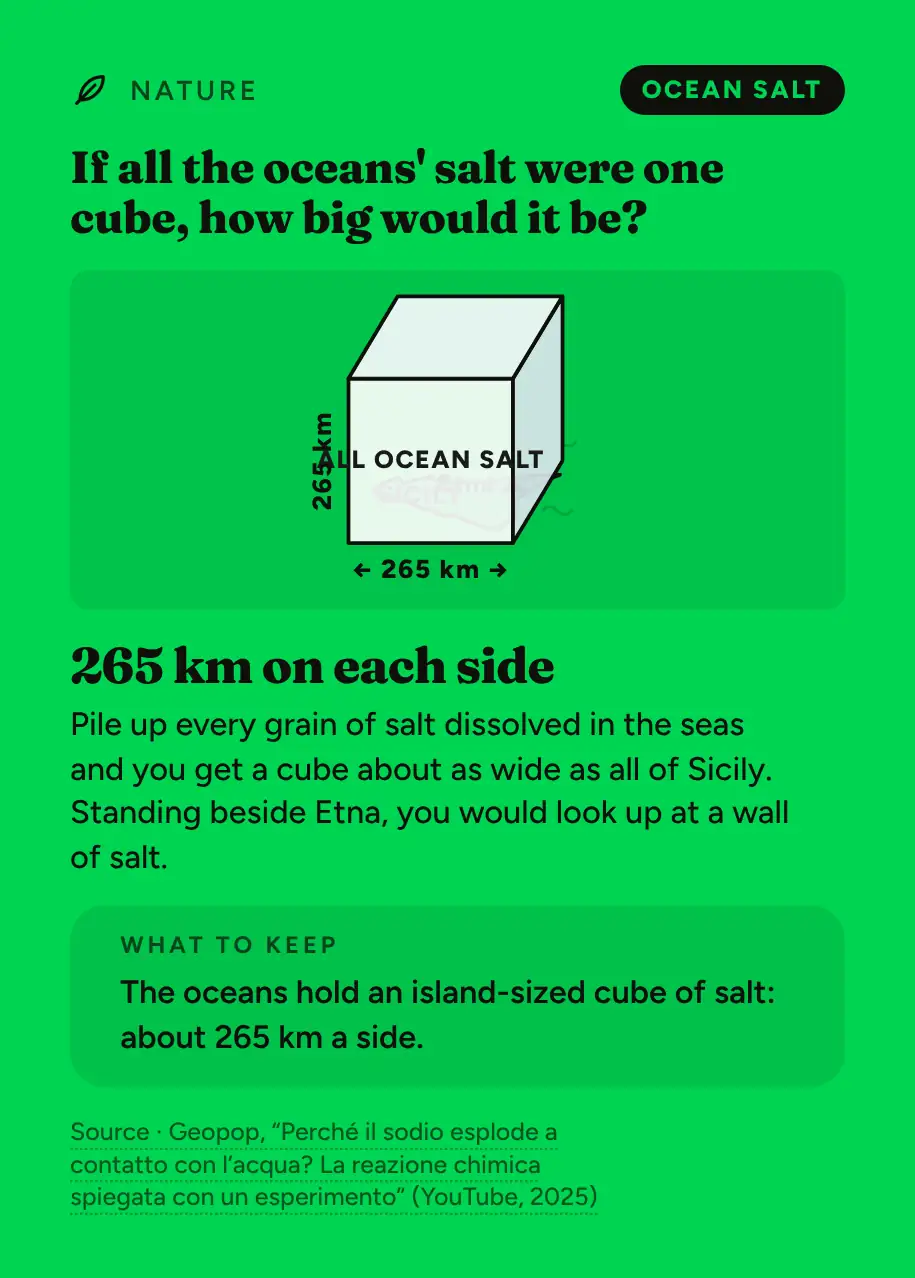 NATURE
OCEAN SALT
If all the oceans' salt were one
cube, how big would it be?
265 km
ALL OCEAN SALT
← 265 km →
265 km on each side
Pile up every grain of salt dissolved in the seas
and you get a cube about as wide as all of Sicily.
Standing beside Etna, you would look up at a wall
of salt.
WHAT TO KEEP
The oceans hold an island-sized cube of salt:
about 265 km a side.
Source · Geopop, “Perché il sodio esplode a
contatto con l’acqua? La reazione chimica
spiegata con un esperimento” (YouTube, 2025)